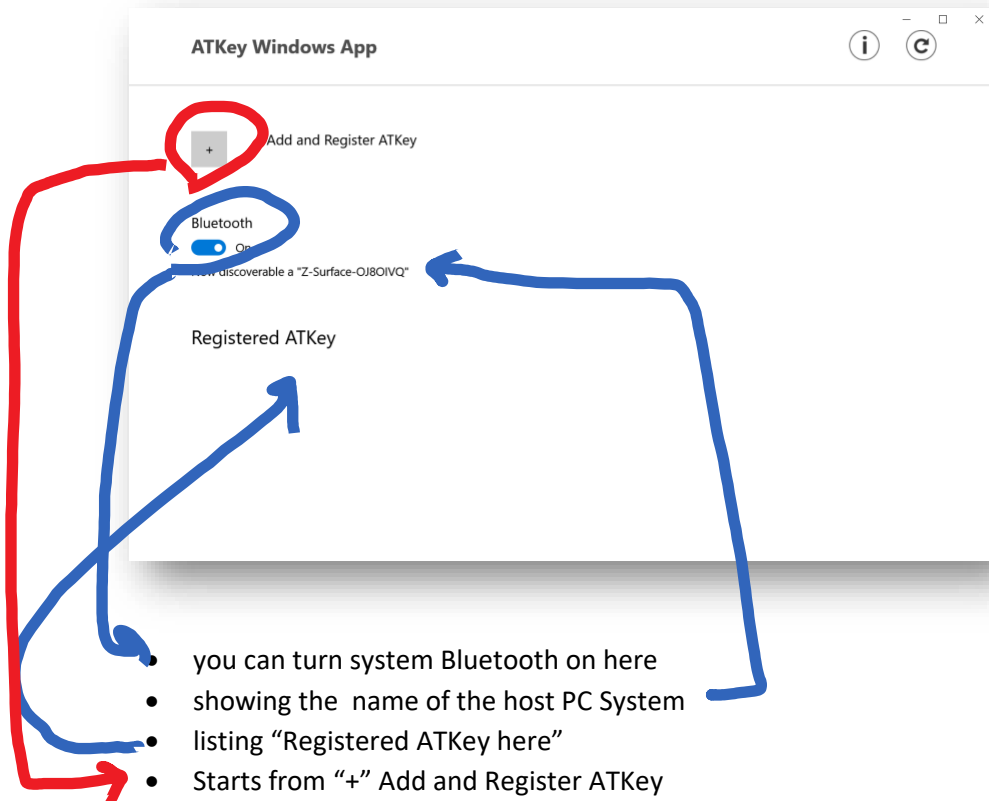 ATKey Windows App
+
Add and Register ATKey
Bluetooth
On
discoverable a "Z-Surface-OJ8OIVQ"
Registered ATKey
• you can turn system Bluetooth on here
• showing the name of the host PC System
• listing “Registered ATKey here”
• Starts from “+” Add and Register ATKey